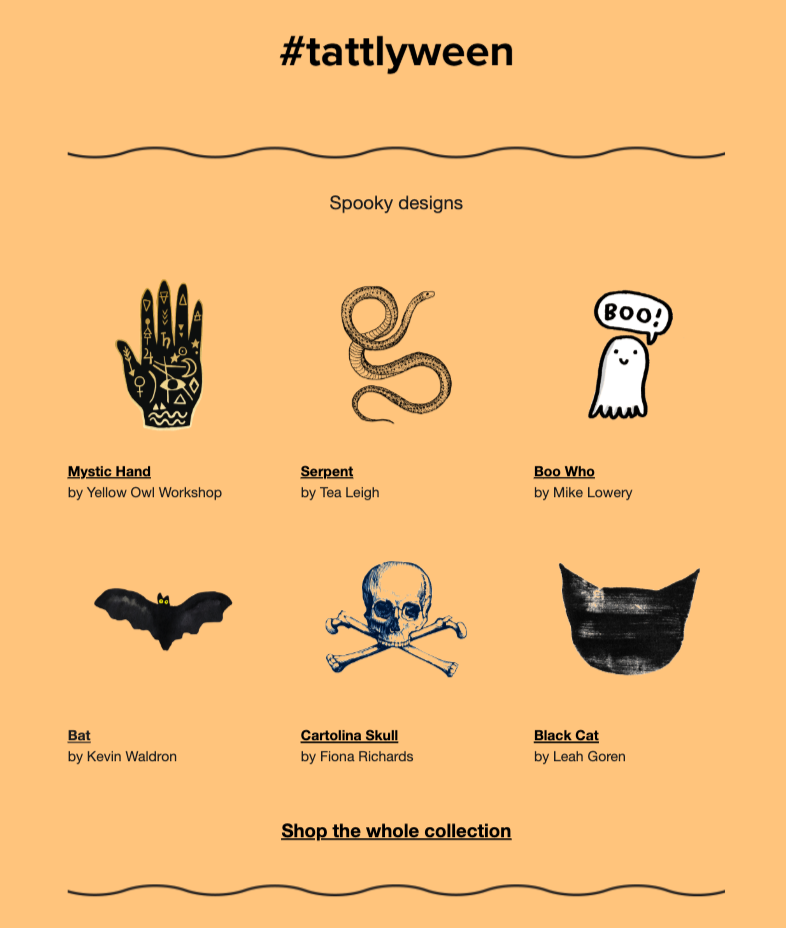 #tattlyween
Spooky designs
BOO!
Mystic Hand
by Yellow Owl Workshop
Serpent
by Tea Leigh
Boo Who
by Mike Lowery
Bat
by Kevin Waldron
Cartolina Skull
by Fiona Richards
Black Cat
by Leah Goren
Shop the whole collection